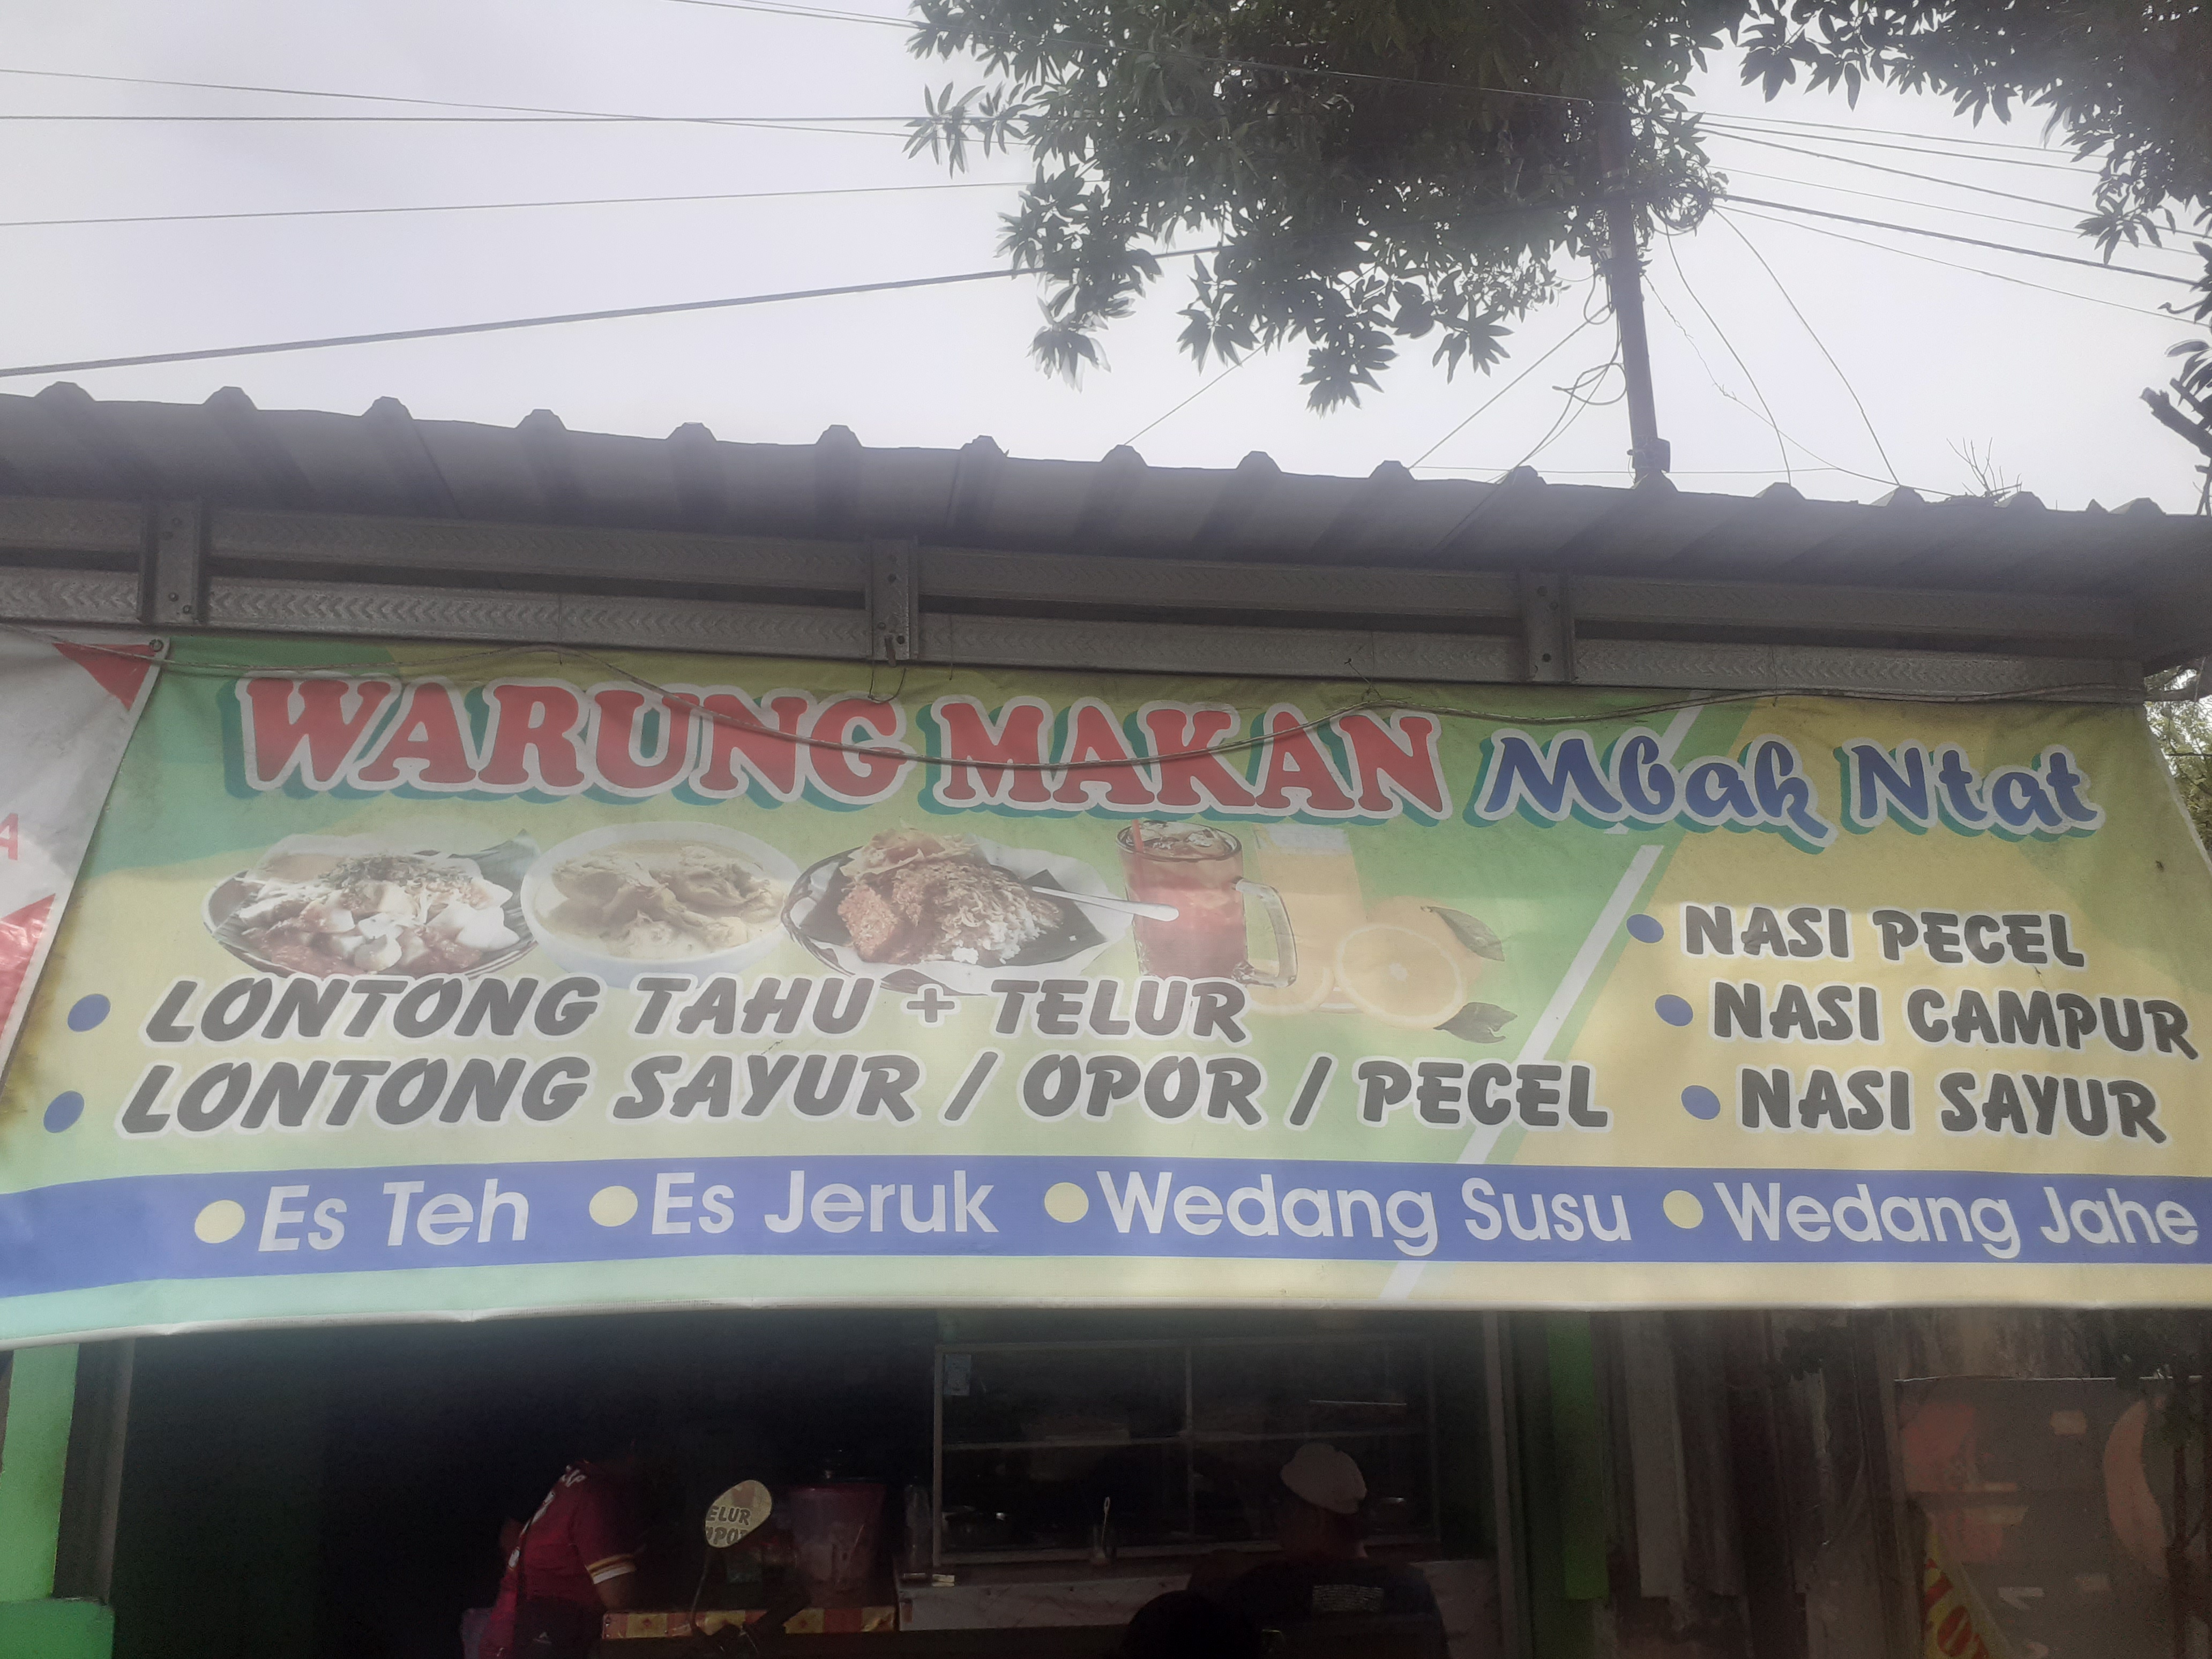 WARUNG MAKAN Mbak Ntat
• LONTONG TAHU + TELUR
• LONTONG SAYUR / OPOR / PECEL
• NASI PECEL
• NASI CAMPUR
• NASI SAYUR
• Es Teh • Es Jeruk • Wedang Susu • Wedang Jahe
A
ELUR